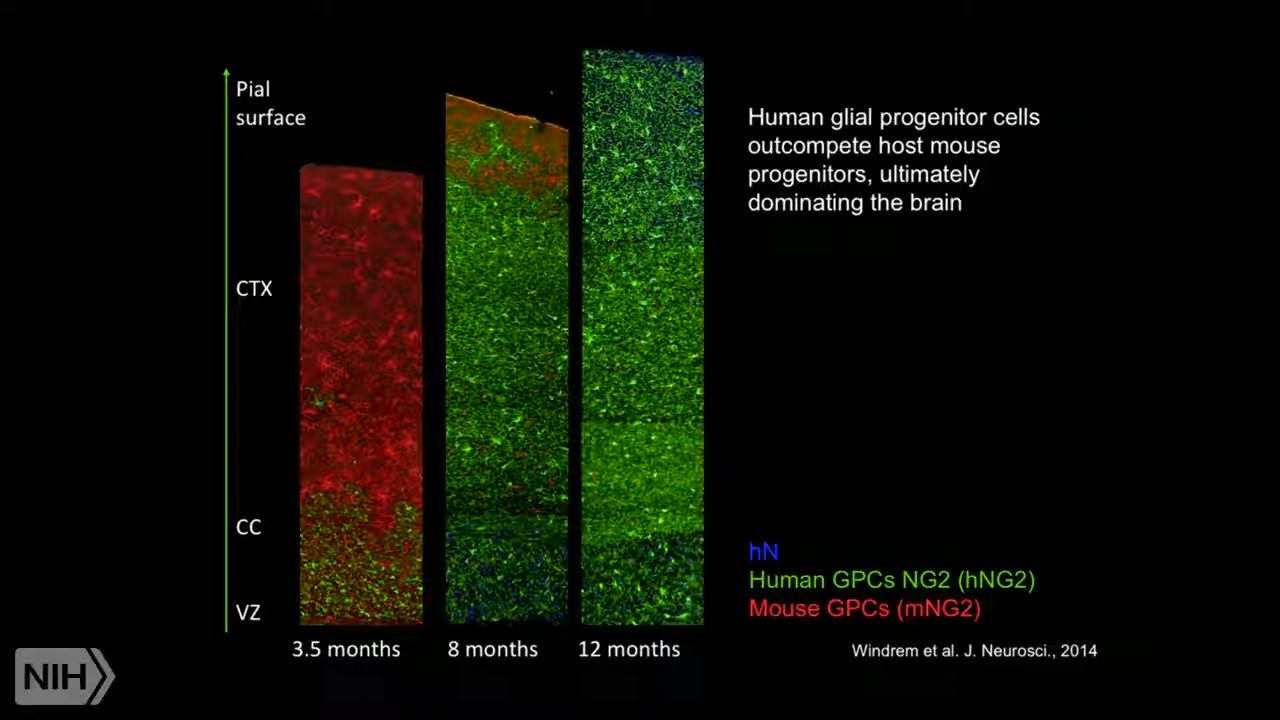 Pial
surface
CTX
CC
VZ
3.5 months
8 months
12 months
Human glial progenitor cells
outcompete host mouse
progenitors, ultimately
dominating the brain
hN
Human GPCs NG2 (hNG2)
Mouse GPCs (mNG2)
Windrem et al. J. Neurosci., 2014
NIH